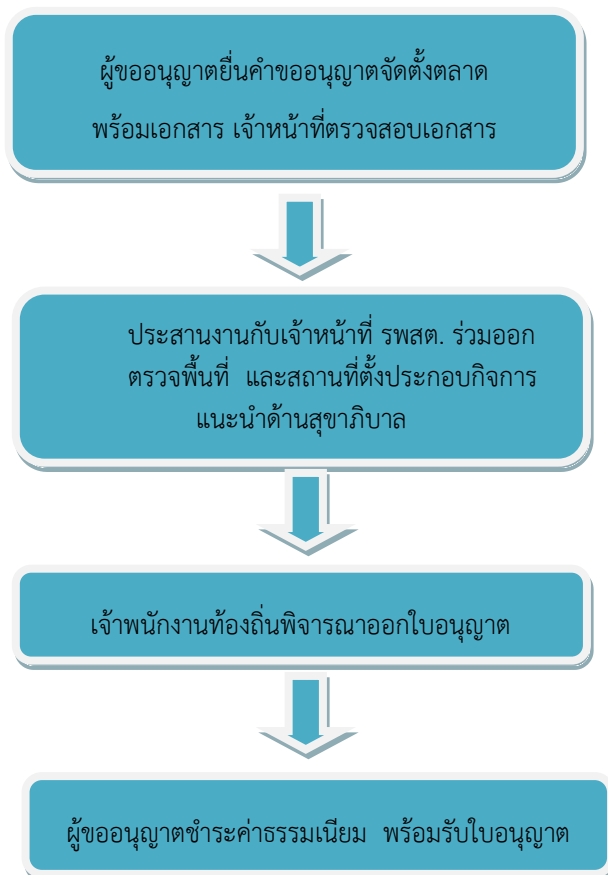 ผู้ขออนุญาตยื่นคำขออนุญาตจัดตั้งตลาด
พร้อมเอกสาร เจ้าหน้าที่ตรวจสอบเอกสาร
ประสานงานกับเจ้าหน้าที่ รพสต. ร่วมออก
ตรวจพื้นที่ และสถานที่ตั้งประกอบกิจการ
แนะนำด้านสุขาภิบาล
เจ้าพนักงานท้องถิ่นพิจารณาออกใบอนุญาต
ผู้ขออนุญาตชำระค่าธรรมเนียม พร้อมรับใบอนุญาต